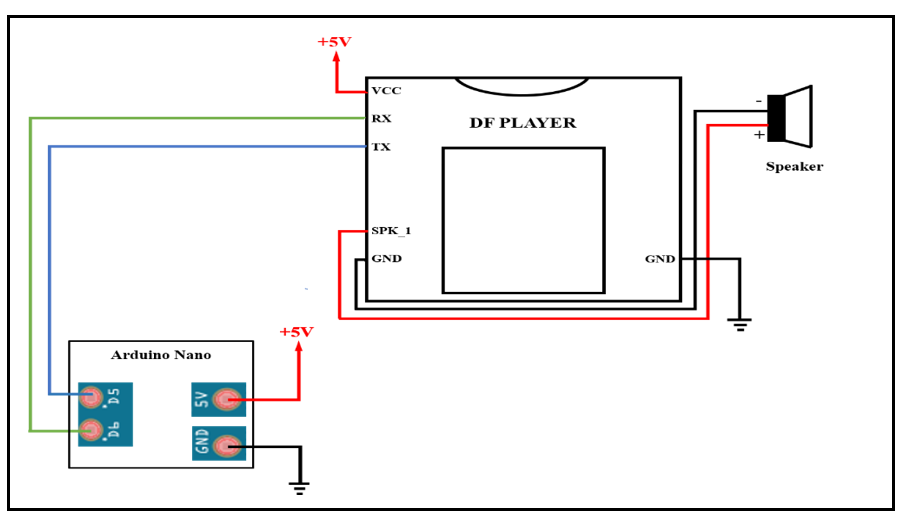 +5V
VCC
RX
DF PLAYER
TX
-
+
Speaker
SPK_1
GND
GND
+5V
Arduino Nano
D5
5V
D6
GND